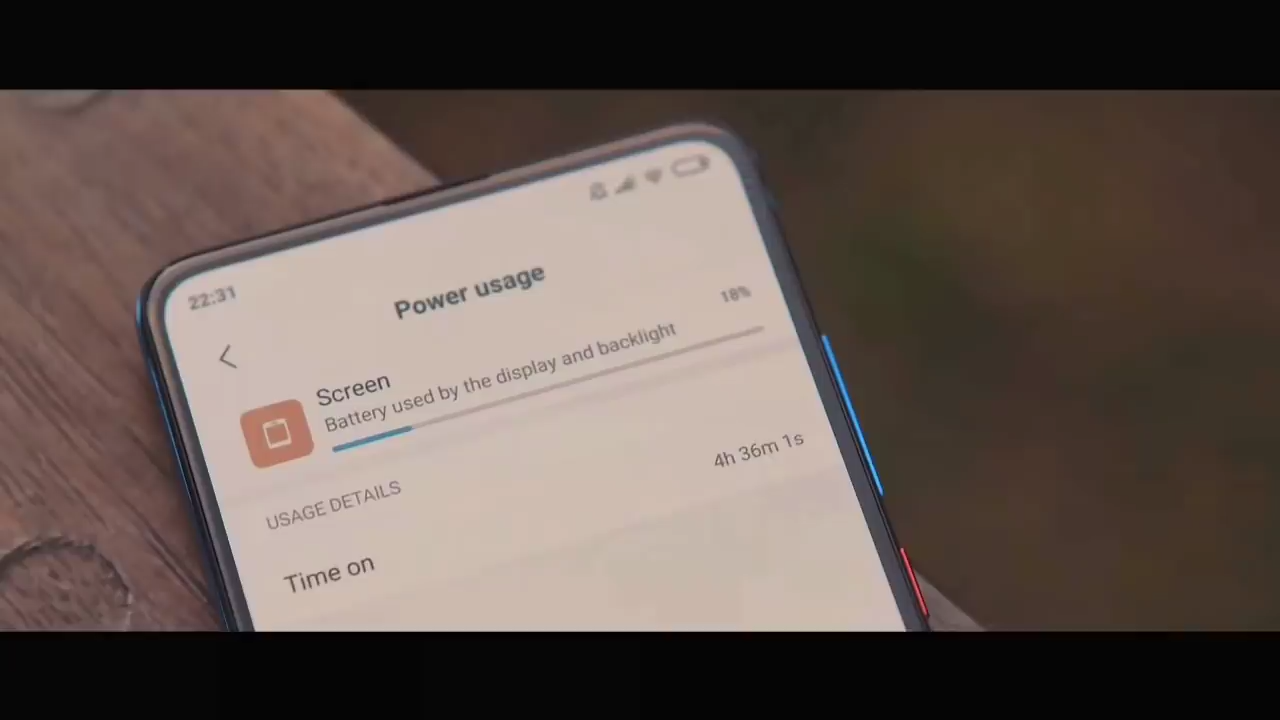 22:31
Power usage
Screen
18%
Battery used by the display and backlight
USAGE DETAILS
4h 36m 1s
Time on